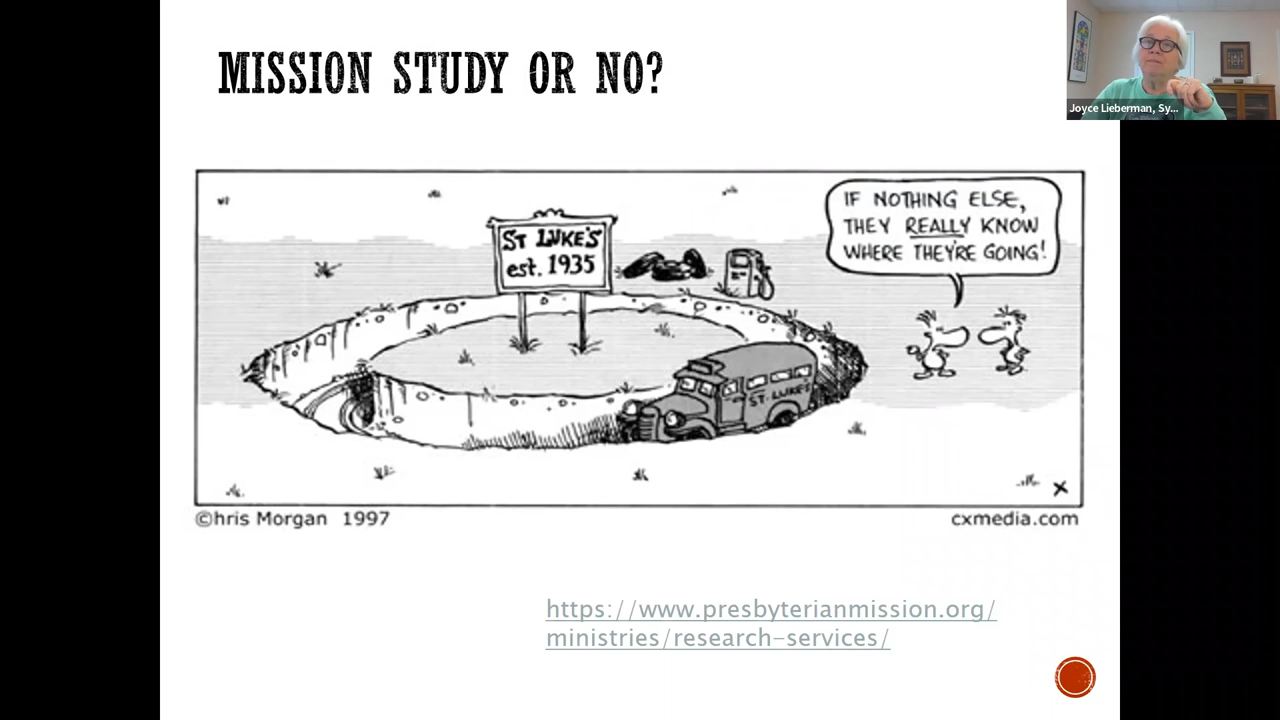 MISSION STUDY OR NO?
Joyce Lieberman, Sy...
IF NOTHING ELSE,
THEY REALLY KNOW
WHERE THEY'RE GOING!
ST LUKE'S
est. 1935
ST. LUKE'S
©hris Morgan 1997
cxmedia.com
https://www.presbyterianmission.org/
ministries/research-services/